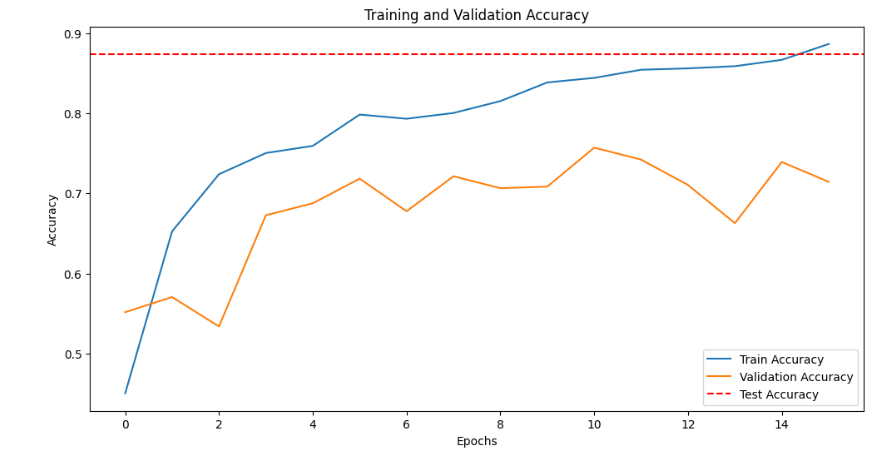 Training and Validation Accuracy
0.9
0.8
0.7
0.6
0.5
Accuracy
0 2 4 6 8 10 12 14
Epochs
Train Accuracy
Validation Accuracy
Test Accuracy